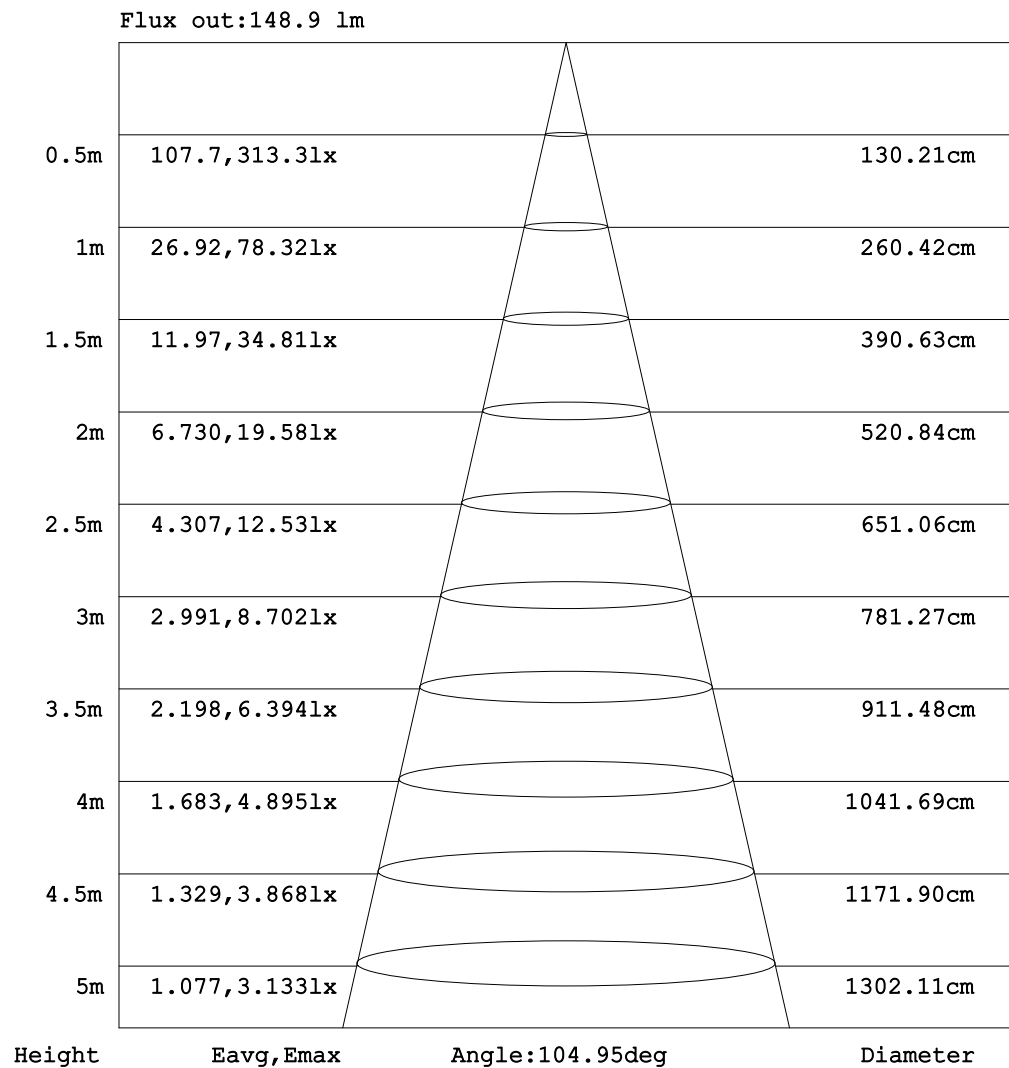 Flux out:148.9 lm
0.5m 107.7,313.3lx 130.21cm
1m 26.92,78.32lx 260.42cm
1.5m 11.97,34.81lx 390.63cm
2m 6.730,19.58lx 520.84cm
2.5m 4.307,12.53lx 651.06cm
3m 2.991,8.702lx 781.27cm
3.5m 2.198,6.394lx 911.48cm
4m 1.683,4.895lx 1041.69cm
4.5m 1.329,3.868lx 1171.90cm
5m 1.077,3.133lx 1302.11cm
Height Eavg,Emax Angle:104.95deg Diameter